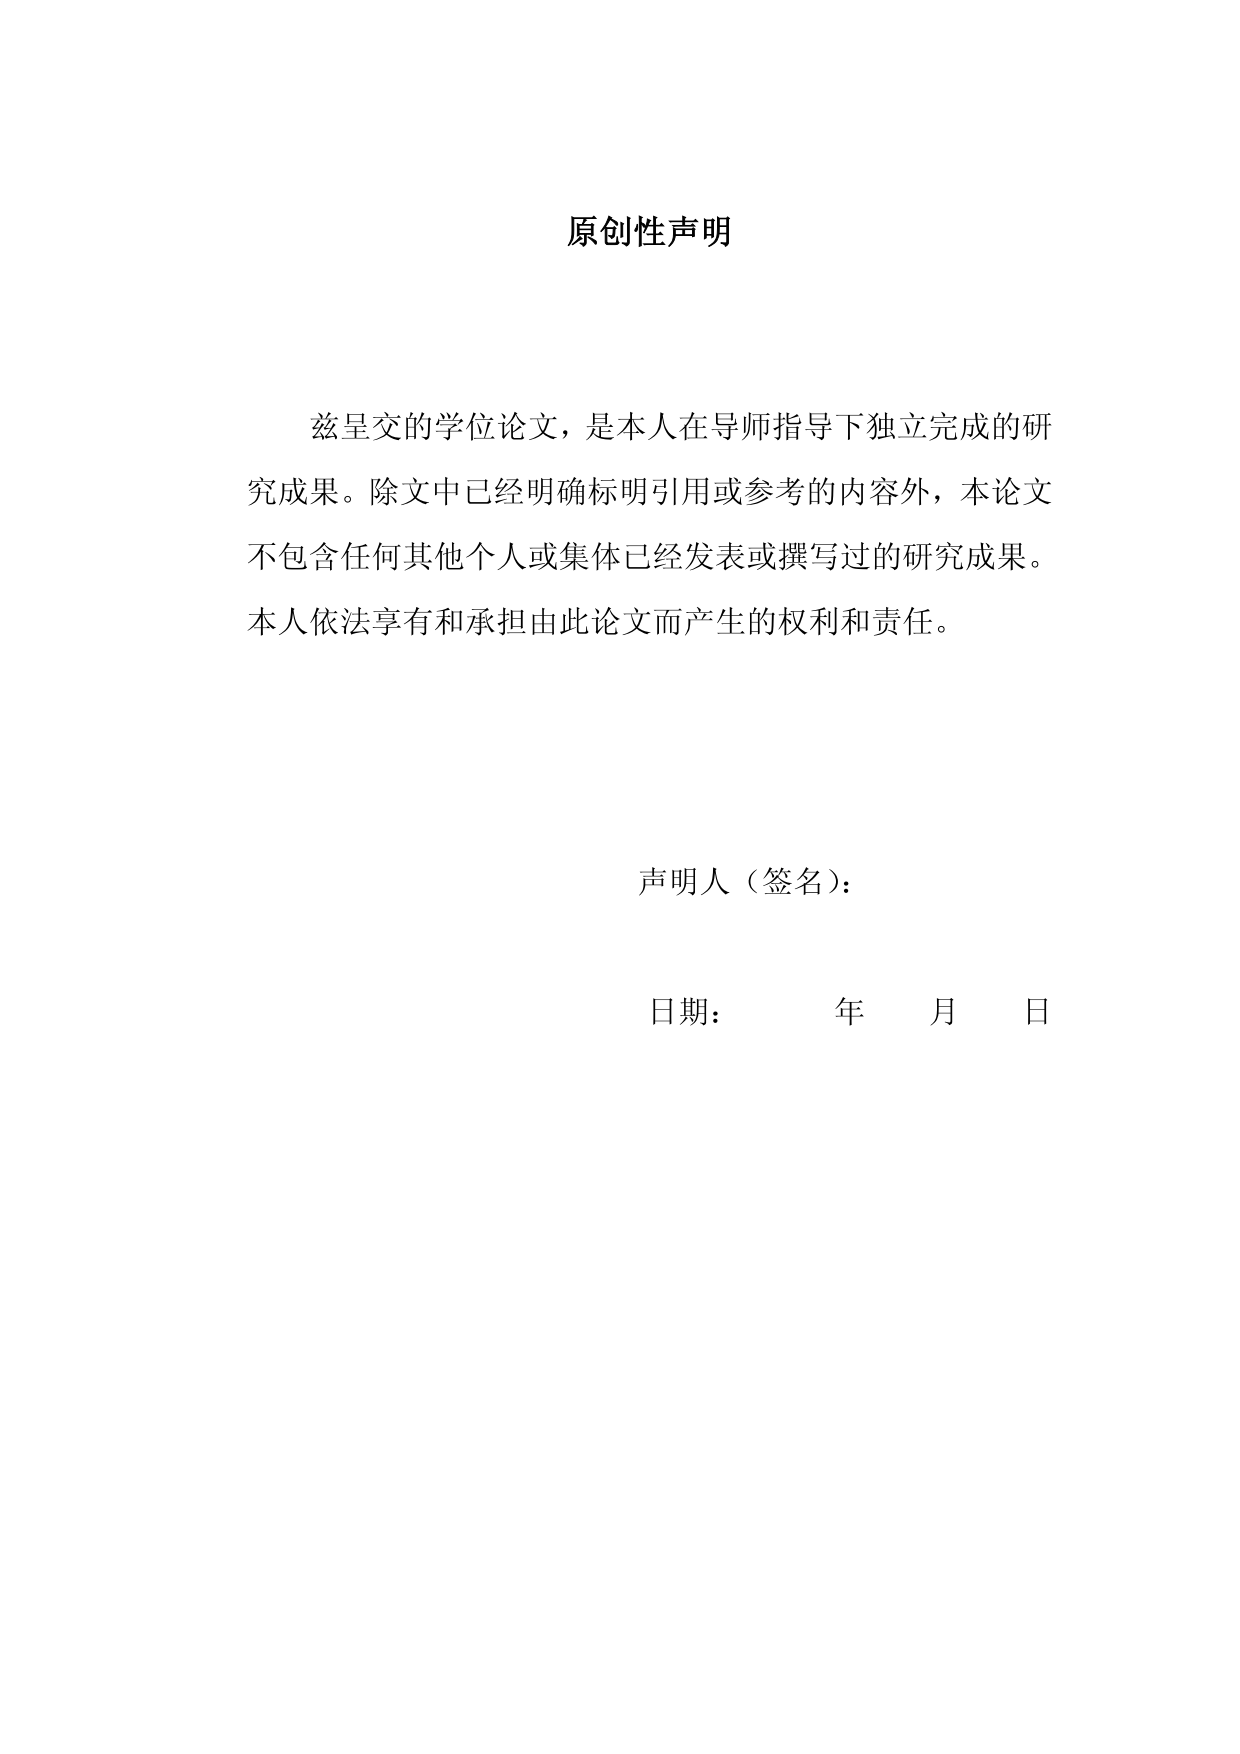 原创性声明
兹呈交的学位论文，是本人在导师指导下独立完成的研
究成果。除文中已经明确标明引用或参考的内容外，本论文
不包含任何其他个人或集体已经发表或撰写过的研究成果。
本人依法享有和承担由此论文而产生的权利和责任。
声明人（签名）：
日期： 年 月 日